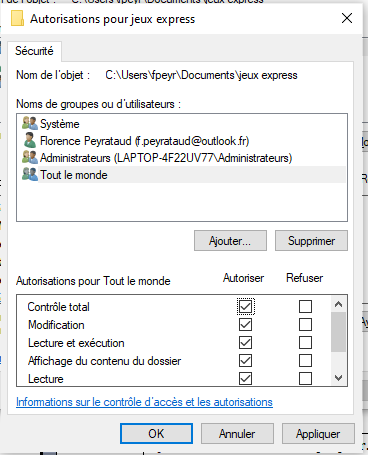 Autorisations pour jeux express
Sécurité
Nom de l'objet : C:\Users\fpeyr\Documents\jeux express
Noms de groupes ou d'utilisateurs :
Système
Florence Peyrataud (f.peyrataud@outlook.fr)
Administrateurs (LAPTOP-4F22UV77\Administrateurs)
Tout le monde
Ajouter... Supprimer
Autorisations pour Tout le monde Autoriser Refuser
Contrôle total
Modification
Lecture et exécution
Affichage du contenu du dossier
Lecture
Informations sur le contrôle d'accès et les autorisations
OK Annuler Appliquer